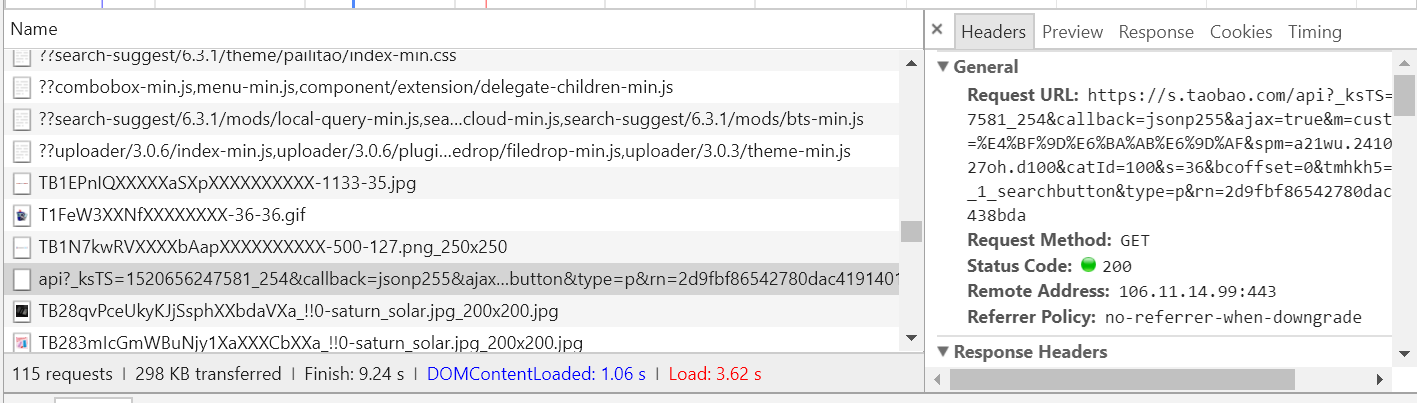 Name
??search-suggest/6.3.1/theme/pailitao/index-min.css
??combobox-min.js,menu-min.js,component/extension/delegate-children-min.js
??search-suggest/6.3.1/mods/local-query-min.js,sea...cloud-min.js,search-suggest/6.3.1/mods/bts-min.js
??uploader/3.0.6/index-min.js,uploader/3.0.6/plugi...edrop/filedrop-min.js,uploader/3.0.3/theme-min.js
TB1EPnIQXXXXXaSXpXXXXXXXXXX-1133-35.jpg
T1FeW3XXNfXXXXXXXX-36-36.gif
TB1N7kwRVXXXXbAapXXXXXXXXXX-500-127.png_250x250
api?_ksTS=1520656247581_254&callback=jsonp255&ajax...button&type=p&rn=2d9fbf86542780dac4191401
TB28qvPceUkyKJjSsphXXbdaVXa_!!0-saturn_solar.jpg_200x200.jpg
TB283mIcGmWBuNjy1XaXXXCbXXa_!!0-saturn_solar.jpg_200x200.jpg
115 requests | 298 KB transferred | Finish: 9.24 s | DOMContentLoaded: 1.06 s | Load: 3.62 s
× Headers Preview Response Cookies Timing
▼ General
Request URL: https://s.taobao.com/api?_ksTS=
7581_254&callback=jsonp255&ajax=true&m=cust
=%E4%BF%9D%E6%BA%AB%E6%9D%AF&spm=a21wu.2410
27oh.d100&catId=100&s=36&bcoffset=0&tmhkh5=
_1_searchbutton&type=p&rn=2d9fbf86542780dac
438bda
Request Method: GET
Status Code: 200
Remote Address: 106.11.14.99:443
Referrer Policy: no-referrer-when-downgrade
▼ Response Headers